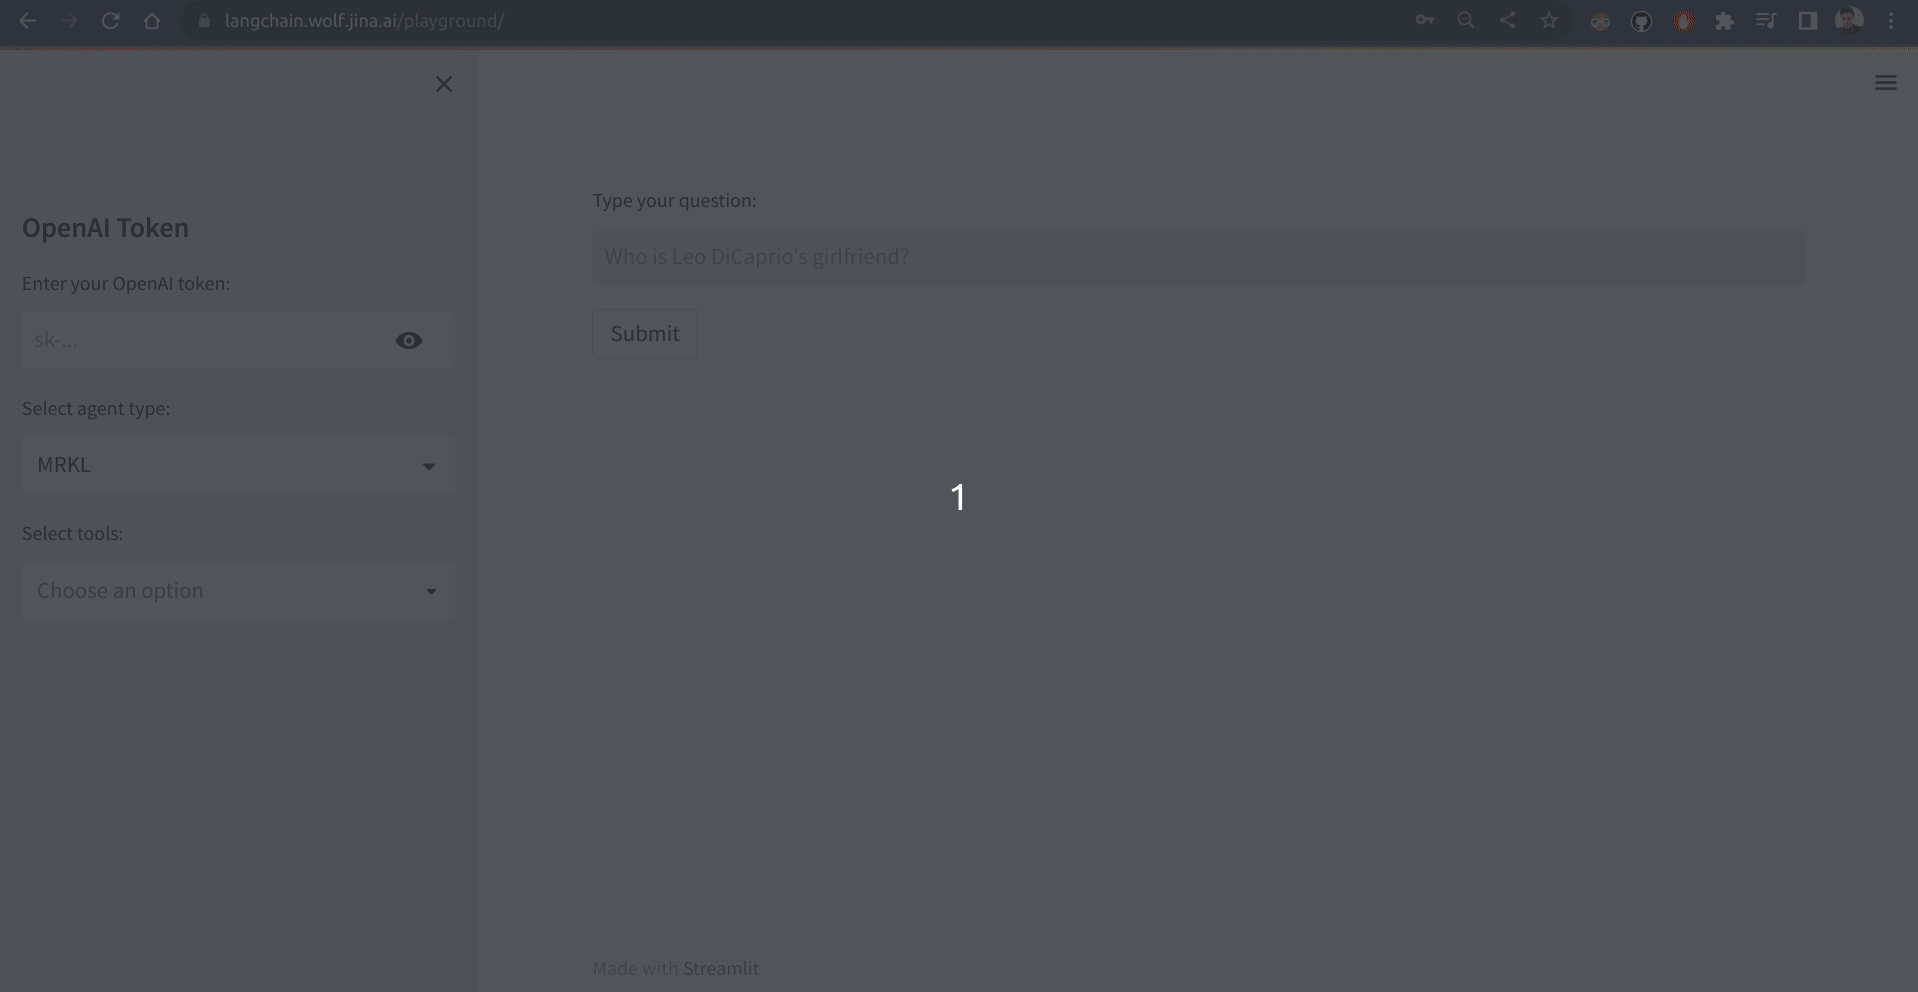 langchain.wolf.jina.ai/playground/
OpenAI Token
Enter your OpenAI token:
sk-...
Select agent type:
MRKL
Select tools:
Choose an option
Type your question:
Who is Leo DiCaprio's girlfriend?
Submit
1
Made with Streamlit